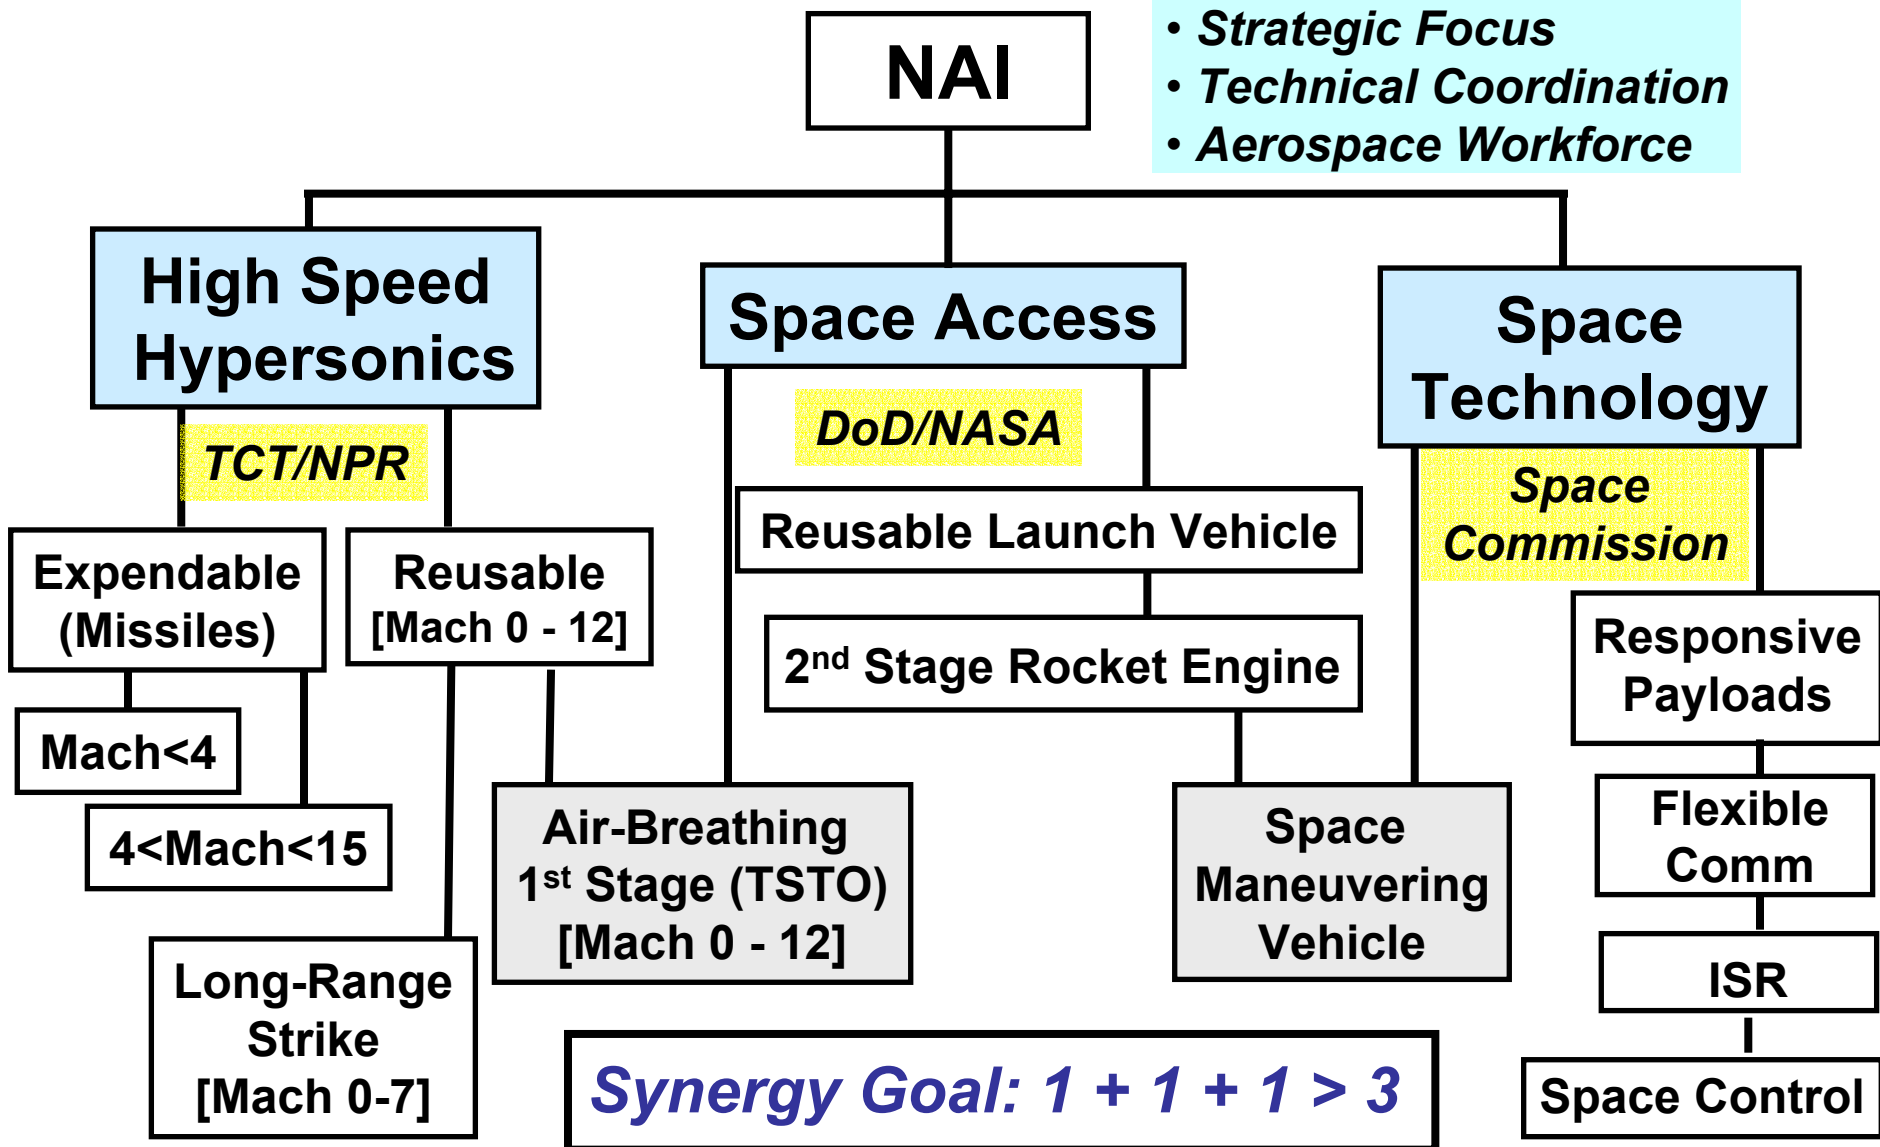 NAI
• Strategic Focus
• Technical Coordination
• Aerospace Workforce
High Speed
Hypersonics
Space Access
Space
Technology
TCT/NPR
DoD/NASA
Space
Commission
Expendable
(Missiles)
Reusable
[Mach 0 - 12]
Reusable Launch Vehicle
2nd Stage Rocket Engine
Responsive
Payloads
Mach<4
4<Mach<15
Air-Breathing
1st Stage (TSTO)
[Mach 0 - 12]
Space
Maneuvering
Vehicle
Flexible
Comm
Long-Range
Strike
[Mach 0-7]
ISR
Space Control
Synergy Goal: 1 + 1 + 1 > 3